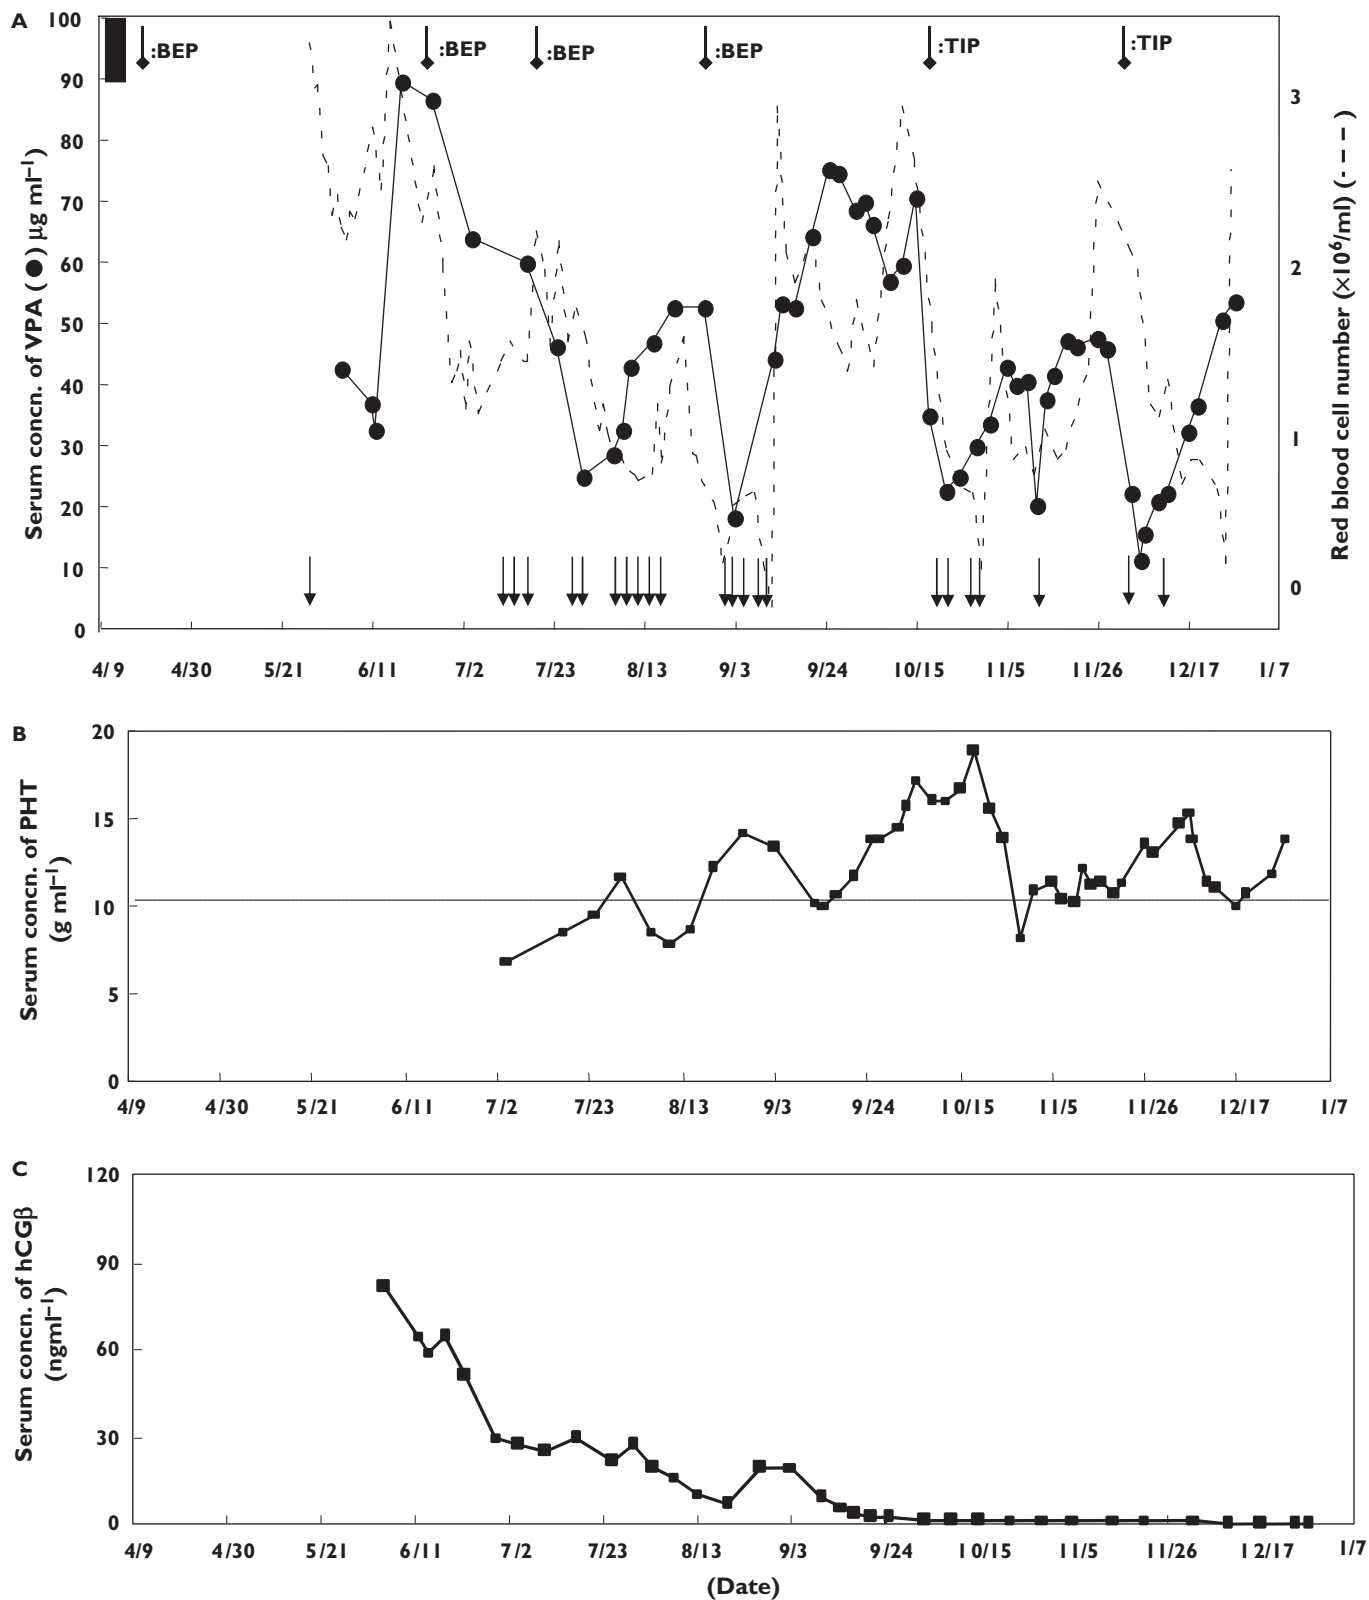 A
100
90
80
70
60
50
40
30
20
10
0
Serum concn. of VPA ( ● ) μg ml⁻¹
:BEP
:BEP
:BEP
:BEP
:TIP
:TIP
3
2
1
0
Red blood cell number (×10⁶/ml) (- - - )
4/9 4/30 5/21 6/11 7/2 7/23 8/13 9/3 9/24 10/15 11/5 11/26 12/17 1/7
B
20
15
10
5
0
Serum concn. of PHT
(g ml⁻¹)
4/9 4/30 5/21 6/11 7/2 7/23 8/13 9/3 9/24 10/15 11/5 11/26 12/17 1/7
C
120
90
60
30
0
Serum concn. of hCGβ
(ngml⁻¹)
4/9 4/30 5/21 6/11 7/2 7/23 8/13 9/3 9/24 10/15 11/5 11/26 12/17 1/7
(Date)